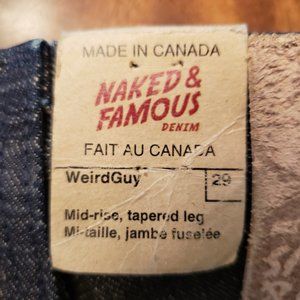 MADE IN CANADA
NAKED &
FAMOUS
DENIM
FAIT AU CANADA
WeirdGuy 29
Mid-rise, tapered leg
Mi-taille, jambe fuselée